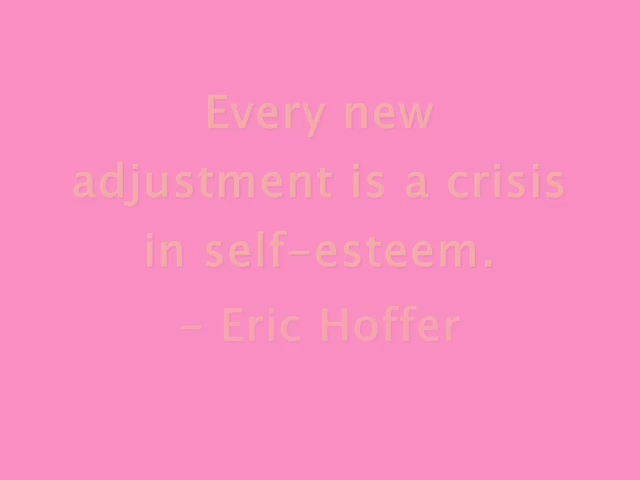 Every new
adjustment is a crisis
in self-esteem.
- Eric Hoffer